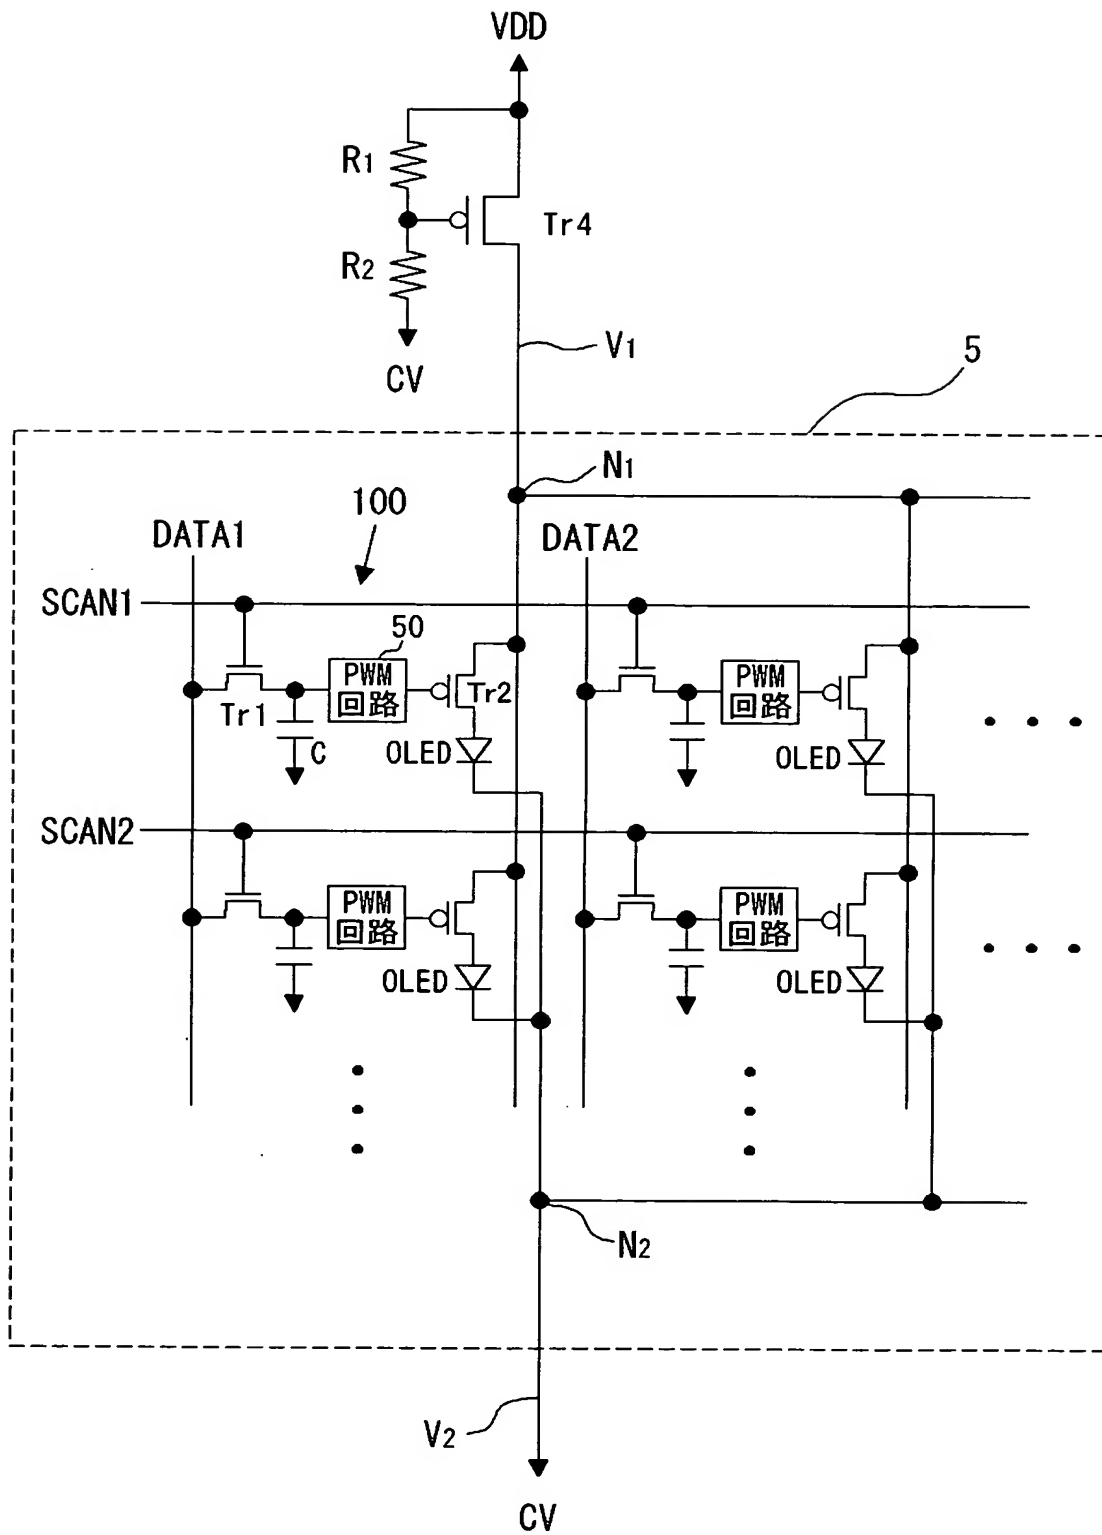 VDD
R1
Tr4
R2
V1
CV
5
N1
100
DATA1
DATA2
SCAN1
50
PWM
回路
Tr2
Tr1
C
OLED
PWM
回路
OLED
SCAN2
PWM
回路
OLED
PWM
回路
OLED
N2
V2
CV